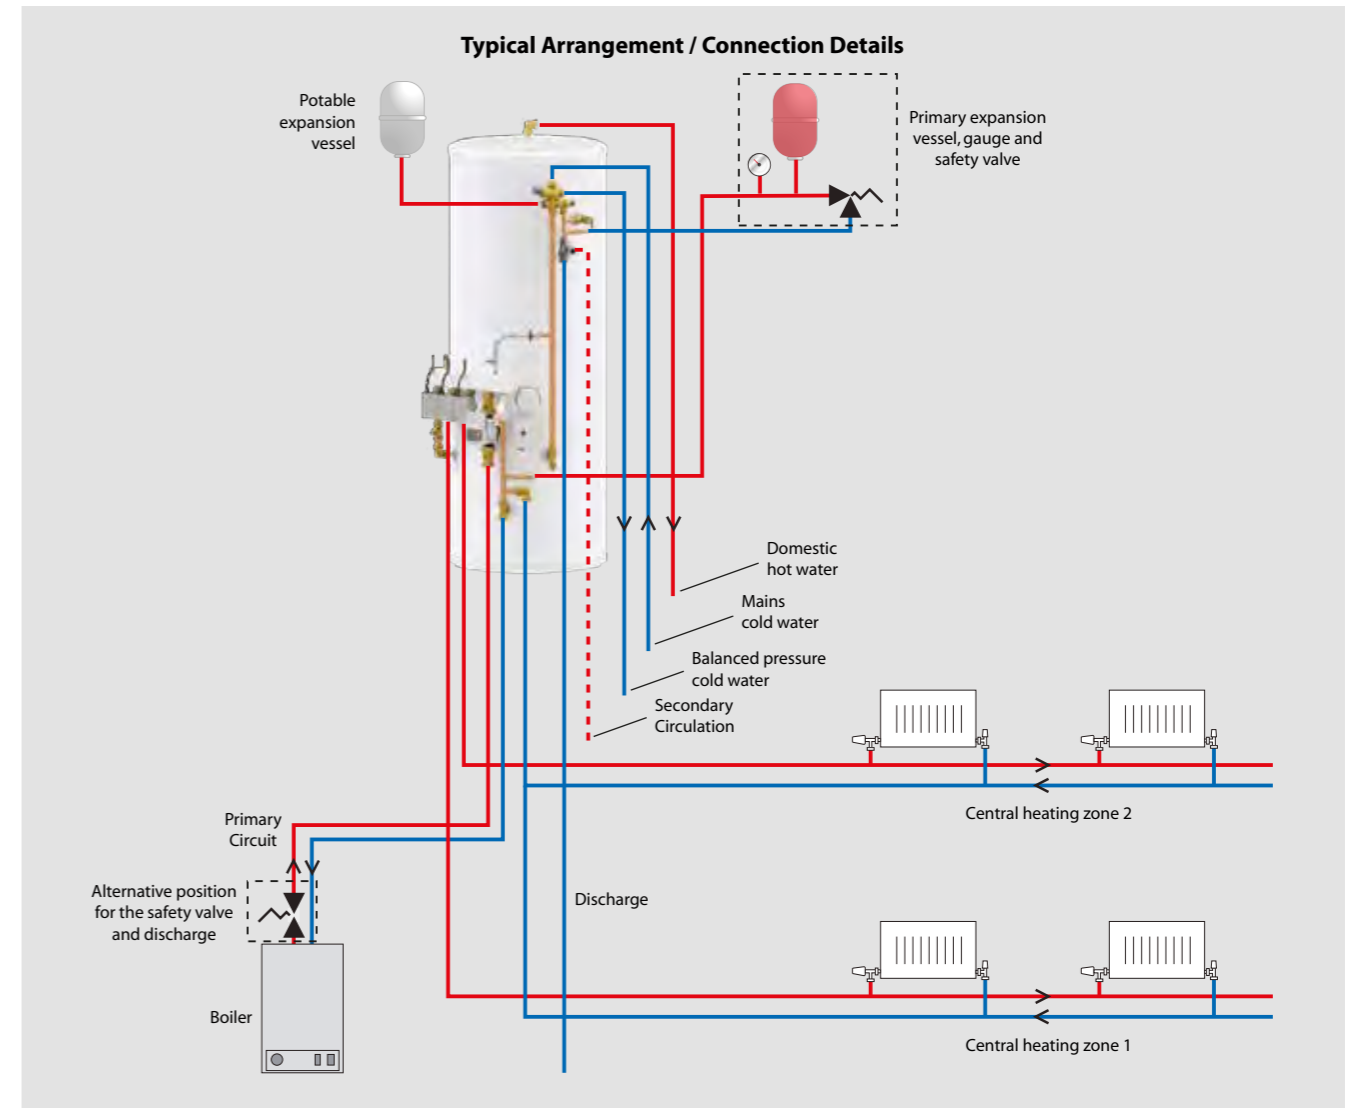 Typical Arrangement / Connection Details
Potable
expansion
vessel
Primary expansion
vessel, gauge and
safety valve
Domestic
hot water
Mains
cold water
Balanced pressure
cold water
Secondary
Circulation
Central heating zone 2
Primary
Circuit
Alternative position
for the safety valve
and discharge
Discharge
Boiler
Central heating zone 1